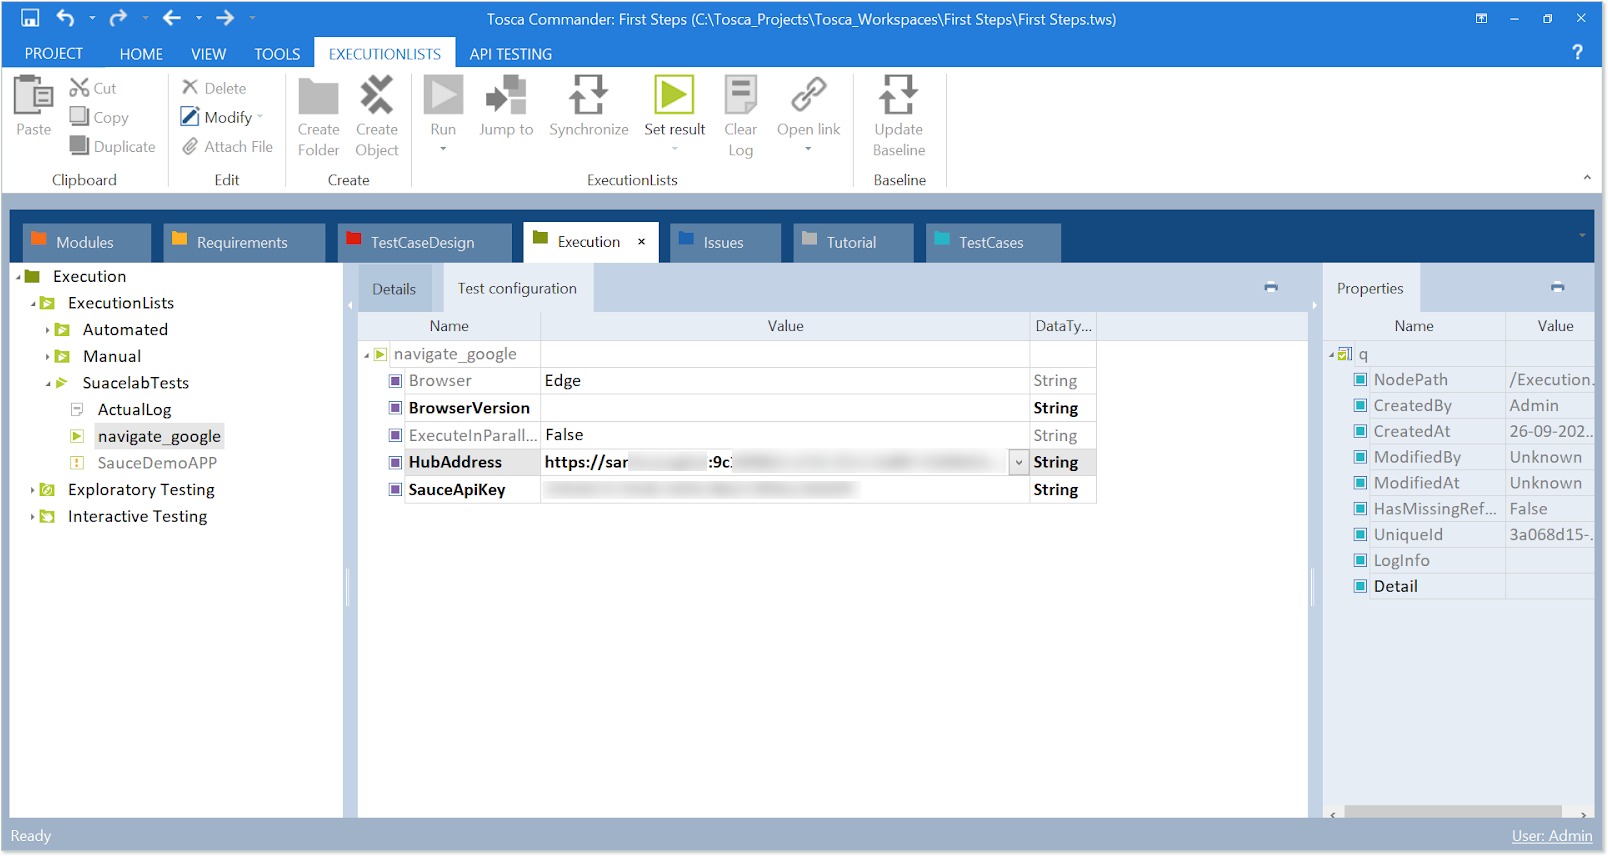 Tosca Commander: First Steps (C:\Tosca_Projects\Tosca_Workspaces\First Steps\First Steps.tws)
PROJECT HOME VIEW TOOLS EXECUTIONLISTS API TESTING ?
Paste
Cut
Copy
Duplicate
Clipboard
Delete
Modify
Attach File
Edit
Create Folder
Create Object
Create
Run
Jump to
Synchronize
Set result
Clear Log
Open link
ExecutionLists
Update Baseline
Baseline
Modules Requirements TestCaseDesign Execution × Issues Tutorial TestCases
Execution
ExecutionLists
Automated
Manual
SuacelabTests
ActualLog
navigate_google
SauceDemoAPP
Exploratory Testing
Interactive Testing
Details Test configuration
Name Value DataTy...
navigate_google
Browser Edge String
BrowserVersion String
ExecuteInParall... False String
HubAddress https://sar :9c String
SauceApiKey String
Properties
Name Value
q
NodePath /Execution.
CreatedBy Admin
CreatedAt 26-09-202...
ModifiedBy Unknown
ModifiedAt Unknown
HasMissingRef... False
UniqueId 3a068d15-.
LogInfo
Detail
Ready
User: Admin